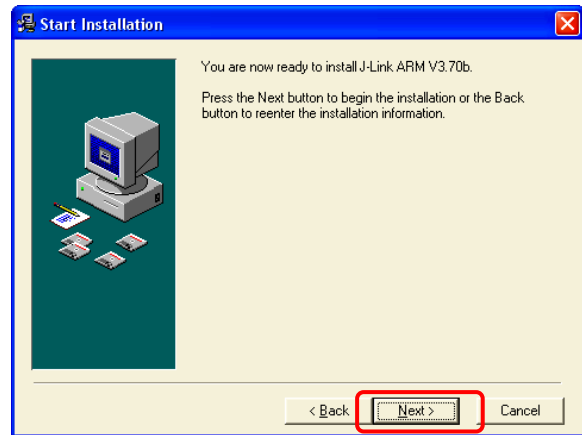 Start Installation
You are now ready to install J-Link ARM V3.70b.
Press the Next button to begin the installation or the Back
button to reenter the installation information.
< Back
Next >
Cancel